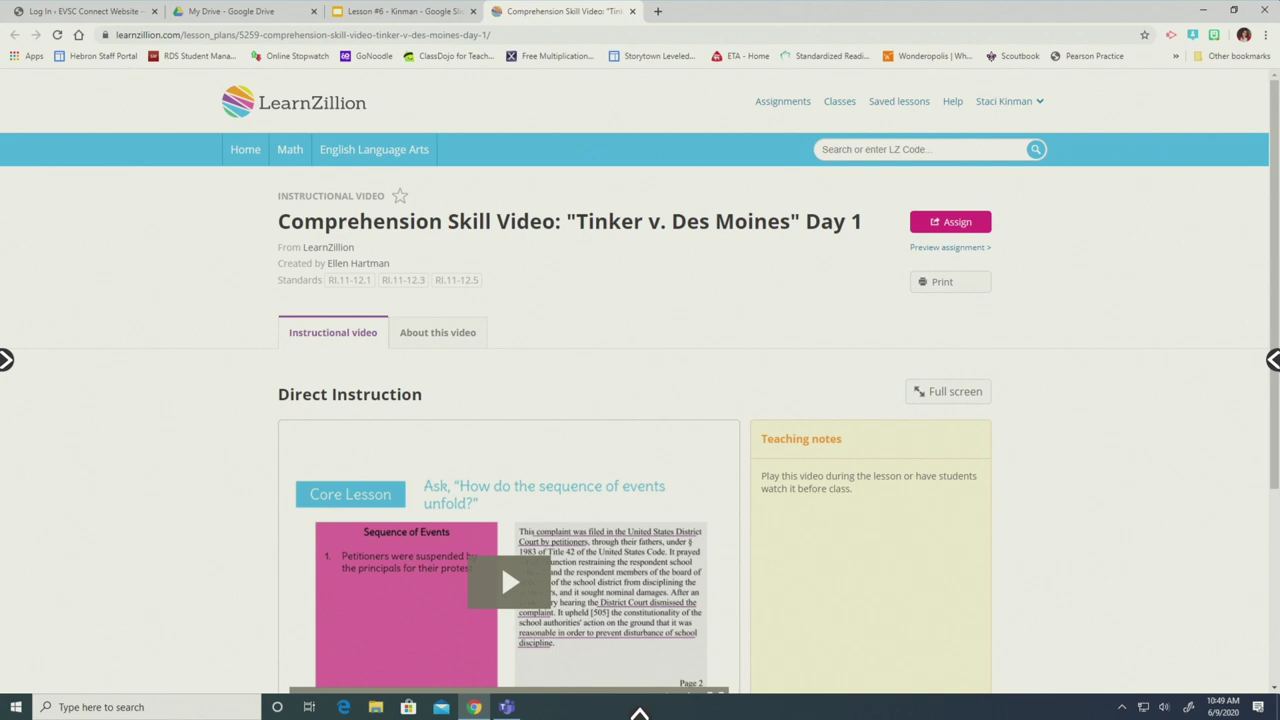 Log In ‹ EVSC Connect Website —
My Drive - Google Drive
Lesson #6 - Kinman - Google Sli
Comprehension Skill Video: "Tink
learnzillion.com/lesson_plans/5259-comprehension-skill-video-tinker-v-des-moines-day-1/
Apps
Hebron Staff Portal
RDS Student Mana...
Online Stopwatch
GoNoodle
ClassDojo for Teach...
Free Multiplication...
Storytown Leveled...
ETA - Home
Standardized Readi...
Wonderopolis | Wh...
Scoutbook
Pearson Practice
»
Other bookmarks
LearnZillion
Assignments
Classes
Saved lessons
Help
Staci Kinman
Home
Math
English Language Arts
Search or enter LZ Code...
INSTRUCTIONAL VIDEO
Comprehension Skill Video: "Tinker v. Des Moines" Day 1
Assign
From LearnZillion
Preview assignment >
Created by Ellen Hartman
Standards RI.11-12.1 RI.11-12.3 RI.11-12.5
Print
Instructional video
About this video
Direct Instruction
Full screen
Teaching notes
Play this video during the lesson or have students
watch it before class.
Core Lesson
Ask, "How do the sequence of events
unfold?"
Sequence of Events
1. Petitioners were suspended by
the principals for their protes
This complaint was filed in the United States District
Court by petitioners, through their fathers, under §
1983 of Title 42 of the United States Code. It prayed
unction restraining the respondent school
and the respondent members of the board of
of the school district from disciplining the
rs, and it sought nominal damages. After an
ry hearing the District Court dismissed the
complaint. It upheld [505] the constitutionality of the
school authorities' action on the ground that it was
reasonable in order to prevent disturbance of school
discipline.
Page 2
Type here to search
10:49 AM
6/9/2020